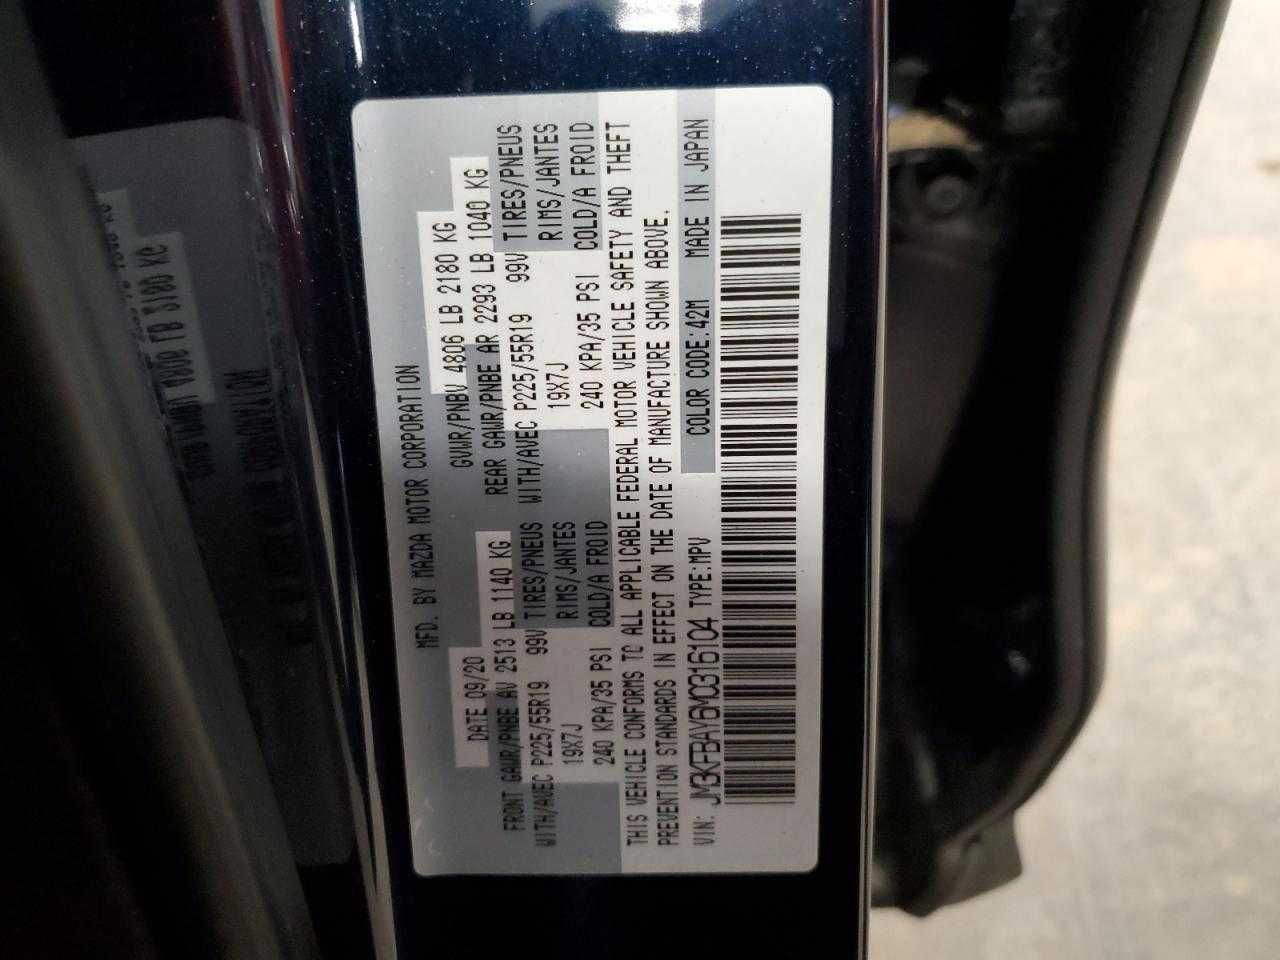 MFD. BY MAZDA MOTOR CORPORATION
DATE 09/20 GVWR/PNBV 4806 LB 2180 KG
FRONT GAWR/PNBE AV 2513 LB 1140 KG REAR GAWR/PNBE AR 2293 LB 1040 KG
WITH/AVEC P225/55R19 99V TIRES/PNEUS WITH/AVEC P225/55R19 99V TIRES/PNEUS
19X7J RIMS/JANTES 19X7J RIMS/JANTES
240 KPA/35 PSI COLD/A FROID 240 KPA/35 PSI COLD/A FROID
THIS VEHICLE CONFORMS TO ALL APPLICABLE FEDERAL MOTOR VEHICLE SAFETY AND THEFT
PREVENTION STANDARDS IN EFFECT ON THE DATE OF MANUFACTURE SHOWN ABOVE.
VIN: JM3KFBAY6M0316104 TYPE:MPV COLOR CODE:42M MADE IN JAPAN